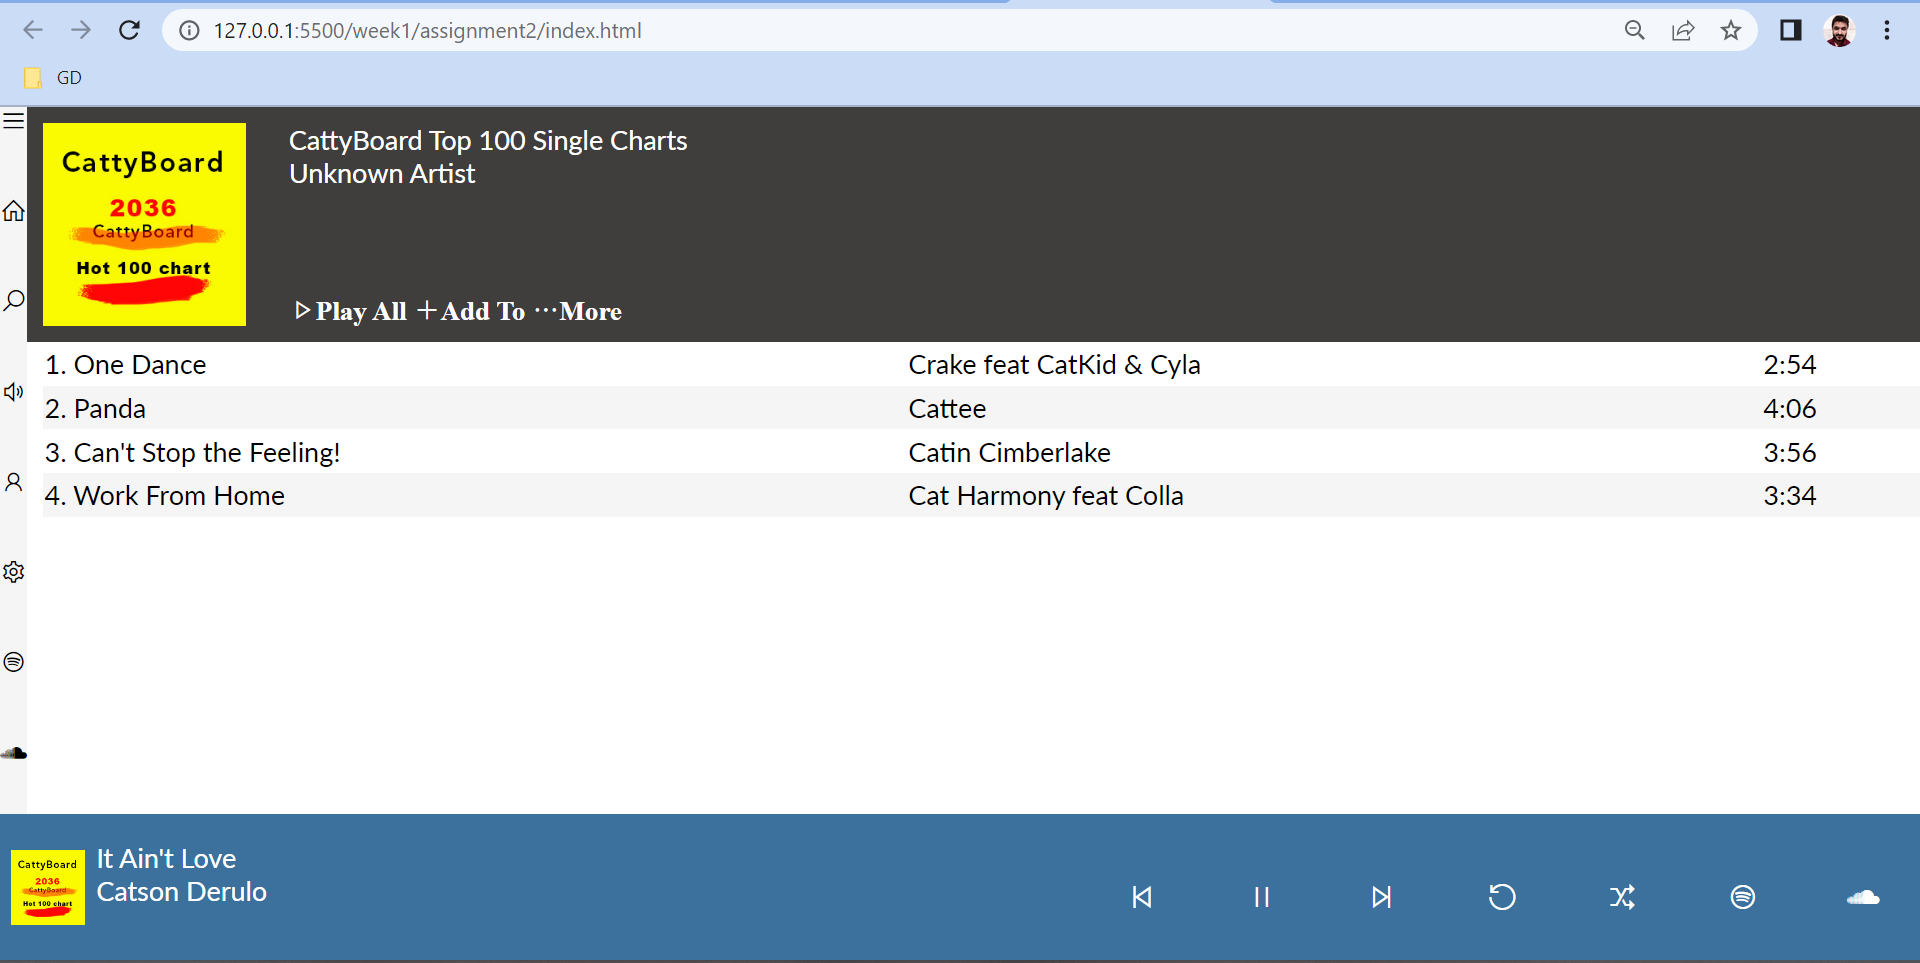 127.0.0.1:5500/week1/assignment2/index.html
GD
CattyBoard
2036
CattyBoard
Hot 100 chart
CattyBoard Top 100 Single Charts
Unknown Artist
Play All Add To ···More
1. One Dance Crake feat CatKid & Cyla 2:54
2. Panda Cattee 4:06
3. Can't Stop the Feeling! Catin Cimberlake 3:56
4. Work From Home Cat Harmony feat Colla 3:34
CattyBoard
2036
CattyBoard
Hot 100 chart
It Ain't Love
Catson Derulo